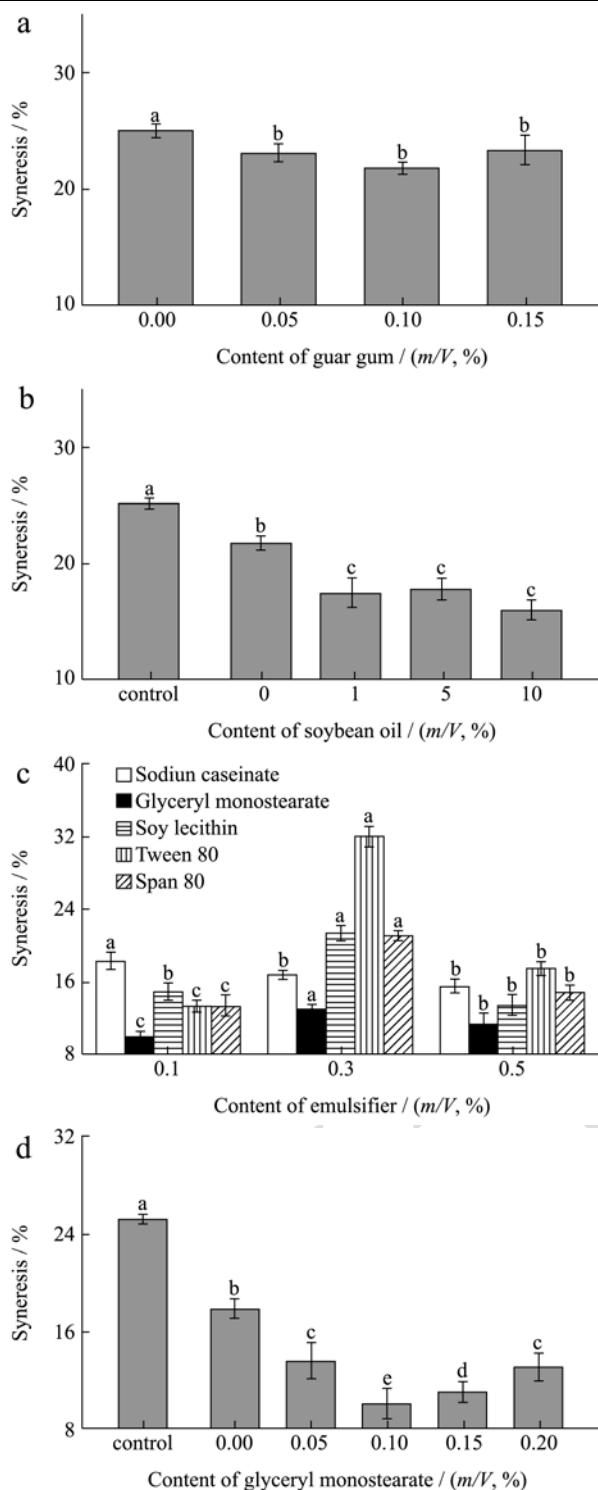 a
Syneresis / %
30
20
10
a
b
b
b
0.00 0.05 0.10 0.15
Content of guar gum / (m/V, %)
b
Syneresis / %
30
20
10
a
b
c
c
c
control 0 1 5 10
Content of soybean oil / (m/V, %)
c
Syneresis / %
40
32
24
16
8
Sodiun caseinate
Glyceryl monostearate
Soy lecithin
Tween 80
Span 80
a c b c c
b a a a a
b b b b b
0.1 0.3 0.5
Content of emulsifier / (m/V, %)
d
Syneresis / %
32
24
16
8
a
b
c
e
d
c
control 0.00 0.05 0.10 0.15 0.20
Content of glyceryl monostearate / (m/V, %)